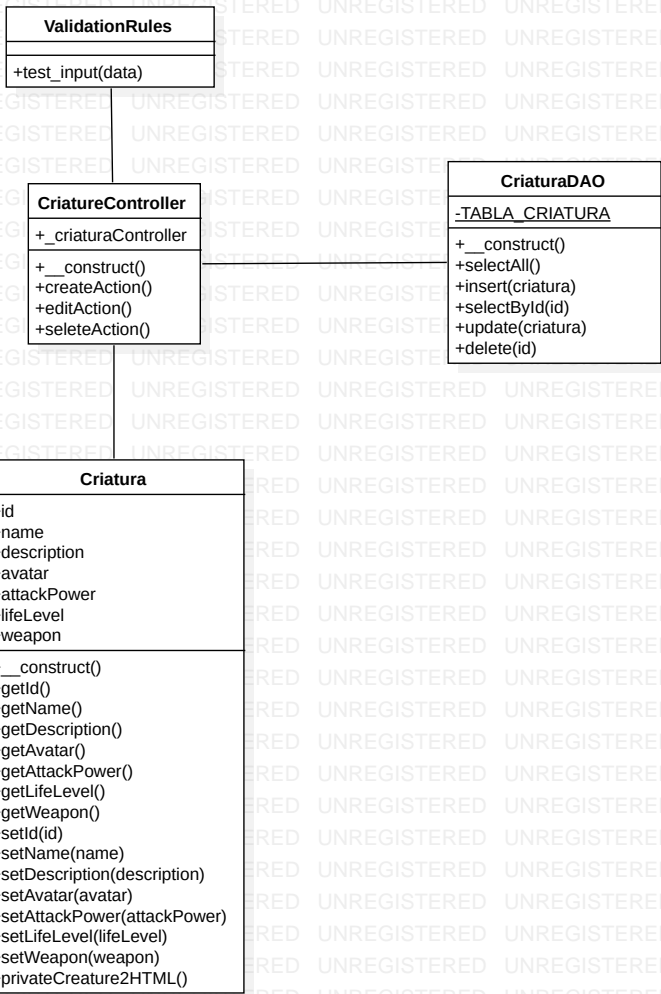 ValidationRules
+test_input(data)
CriatureController
+_criaturaController
+__construct()
+createAction()
+editAction()
+seleteAction()
CriaturaDAO
-TABLA_CRIATURA
+__construct()
+selectAll()
+insert(criatura)
+selectById(id)
+update(criatura)
+delete(id)
Criatura
id
name
description
avatar
attackPower
lifeLevel
weapon
__construct()
getId()
getName()
getDescription()
getAvatar()
getAttackPower()
getLifeLevel()
getWeapon()
setId(id)
setName(name)
setDescription(description)
setAvatar(avatar)
setAttackPower(attackPower)
setLifeLevel(lifeLevel)
setWeapon(weapon)
privateCreature2HTML()
UNREGISTERED